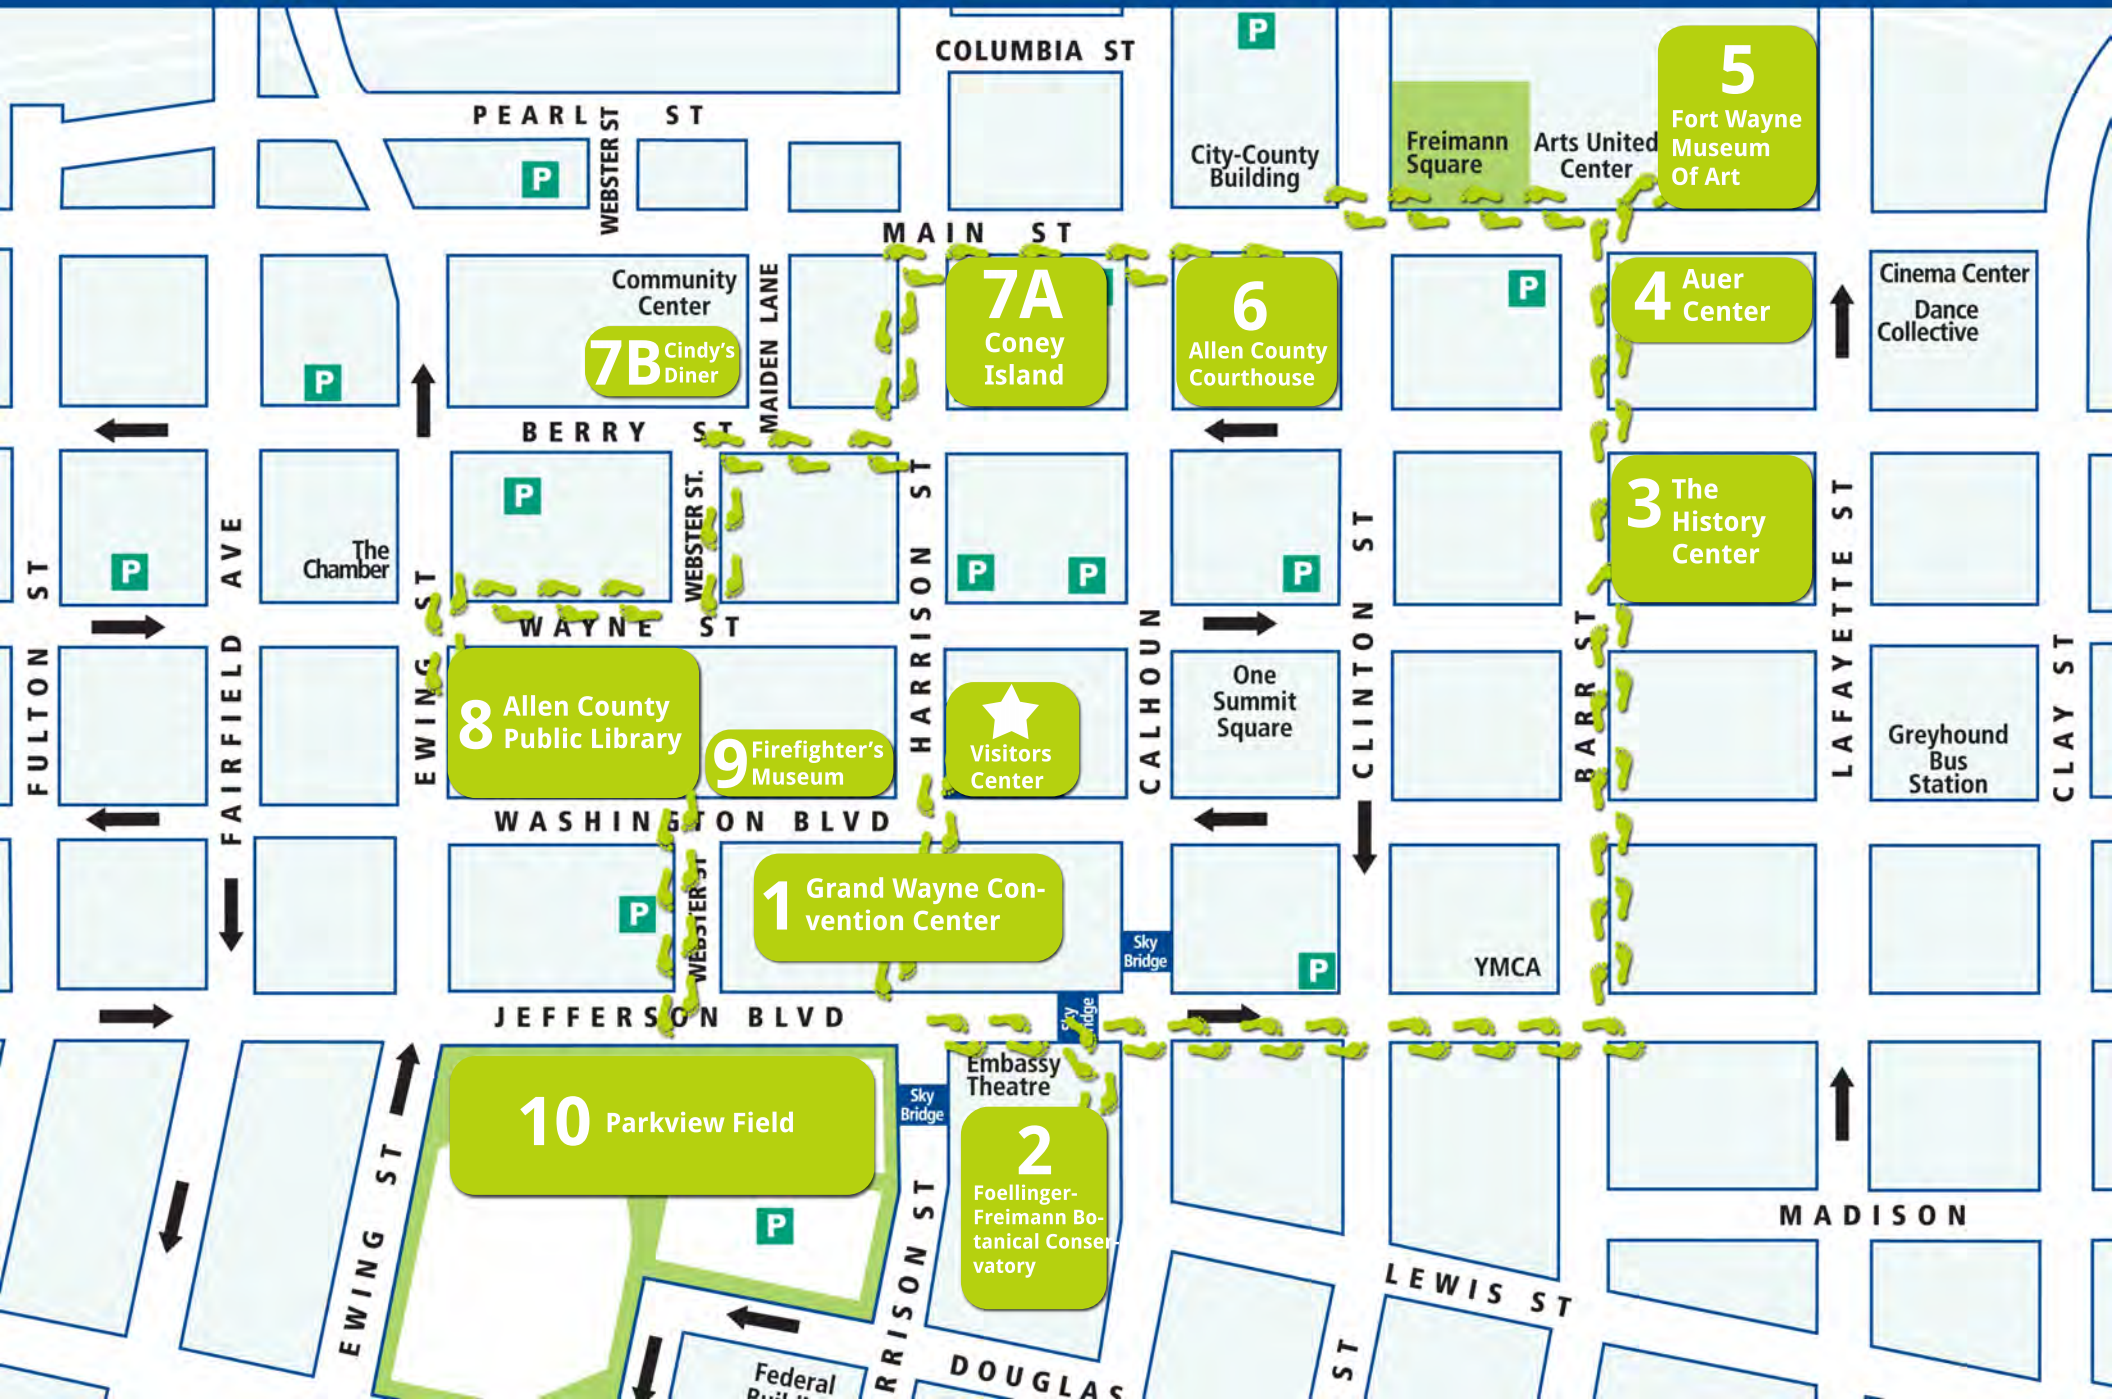 COLUMBIA ST
P
5
Fort Wayne
Museum
Of Art
PEARL ST
WEBSTER ST
P
City-County
Building
Freimann
Square
Arts United
Center
MAIN ST
Community
Center
7B Cindy's
Diner
MAIDEN LANE
7A
Coney
Island
6
Allen County
Courthouse
P
4 Auer
Center
Cinema Center
Dance
Collective
P
BERRY ST
P
WEBSTER ST.
HARRISON ST
P
P
P
3 The
History
Center
The
Chamber
P
FULTON ST
FAIRFIELD AVE
EWING ST
WAYNE ST
CALHOUN
CLINTON ST
BARR ST
LAFAYETTE ST
CLAY ST
8 Allen County
Public Library
9 Firefighter's
Museum
Visitors
Center
One
Summit
Square
Greyhound
Bus
Station
WASHINGTON BLVD
P
WEBSTER ST
1 Grand Wayne Con-
vention Center
Sky
Bridge
P
YMCA
JEFFERSON BLVD
Sky
Embassy
Theatre
10 Parkview Field
Sky
Bridge
2
Foellinger-
Freimann Bo-
tanical Conser-
vatory
P
EWING ST
RRISON ST
MADISON
LEWIS ST
ST
DOUGLAS
Federal